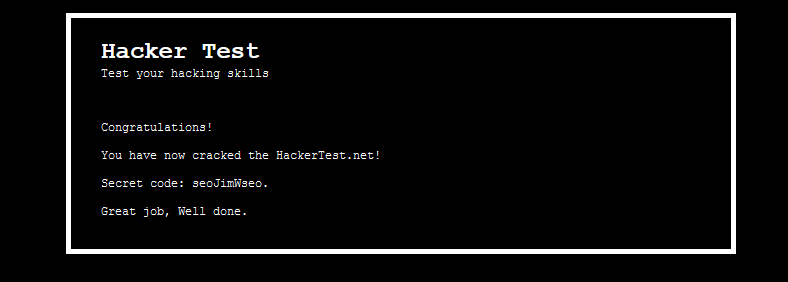 Hacker Test
Test your hacking skills
Congratulations!
You have now cracked the HackerTest.net!
Secret code: seoJimWseo.
Great job, Well done.